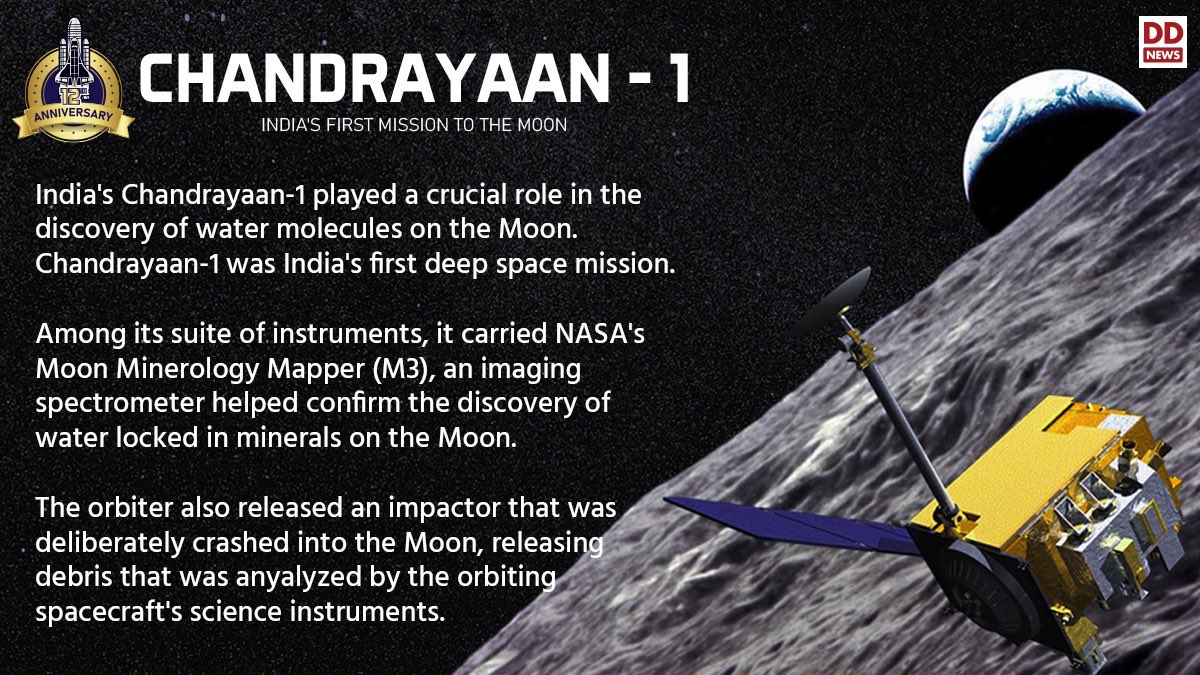 12
ANNIVERSARY
CHANDRAYAAN - 1
INDIA'S FIRST MISSION TO THE MOON
DD
NEWS
India's Chandrayaan-1 played a crucial role in the
discovery of water molecules on the Moon.
Chandrayaan-1 was India's first deep space mission.
Among its suite of instruments, it carried NASA's
Moon Minerology Mapper (M3), an imaging
spectrometer helped confirm the discovery of
water locked in minerals on the Moon.
The orbiter also released an impactor that was
deliberately crashed into the Moon, releasing
debris that was anyalyzed by the orbiting
spacecraft's science instruments.